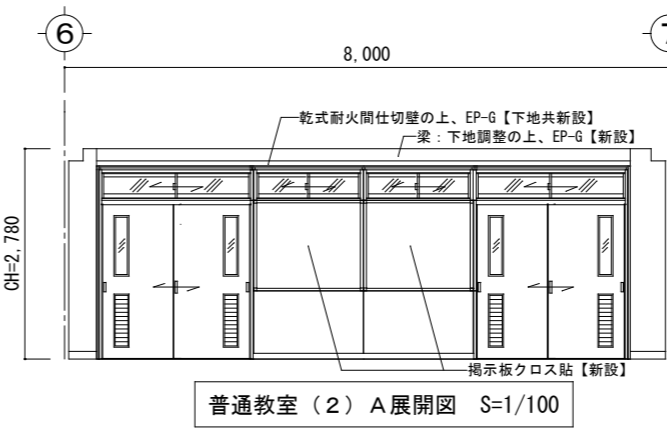 6
7
8,000
乾式耐火間仕切壁の上、EP-G【下地共新設】
梁：下地調整の上、EP-G【新設】
CH=2,780
掲示板クロス貼【新設】
普通教室（２）Ａ展開図 S=1/100